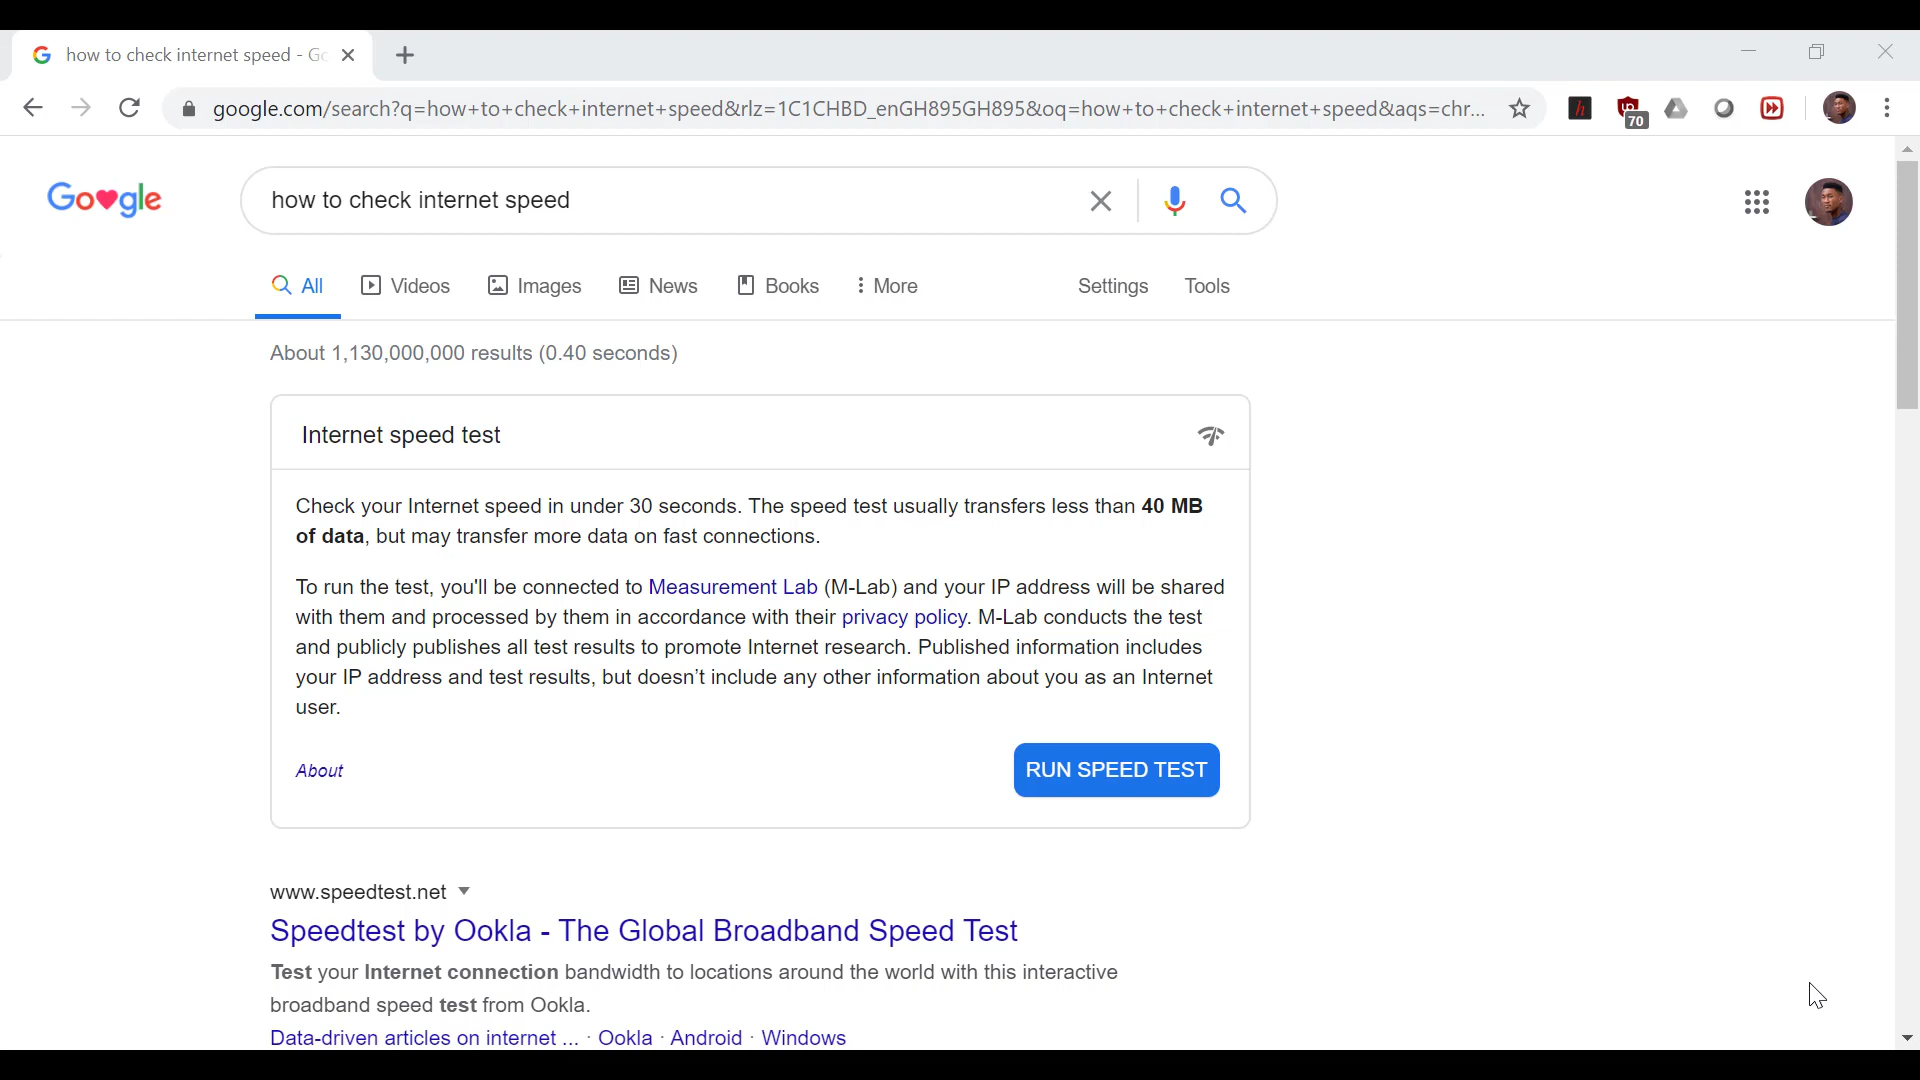 how to check internet speed - Go
google.com/search?q=how+to+check+internet+speed&rlz=1C1CHBD_enGH895GH895&oq=how+to+check+internet+speed&aqs=chr...
70
Google
how to check internet speed
All Videos Images News Books More Settings Tools
About 1,130,000,000 results (0.40 seconds)
Internet speed test
Check your Internet speed in under 30 seconds. The speed test usually transfers less than 40 MB
of data, but may transfer more data on fast connections.
To run the test, you'll be connected to Measurement Lab (M-Lab) and your IP address will be shared
with them and processed by them in accordance with their privacy policy. M-Lab conducts the test
and publicly publishes all test results to promote Internet research. Published information includes
your IP address and test results, but doesn’t include any other information about you as an Internet
user.
About RUN SPEED TEST
www.speedtest.net
Speedtest by Ookla - The Global Broadband Speed Test
Test your Internet connection bandwidth to locations around the world with this interactive
broadband speed test from Ookla.
Data-driven articles on internet ... · Ookla · Android · Windows